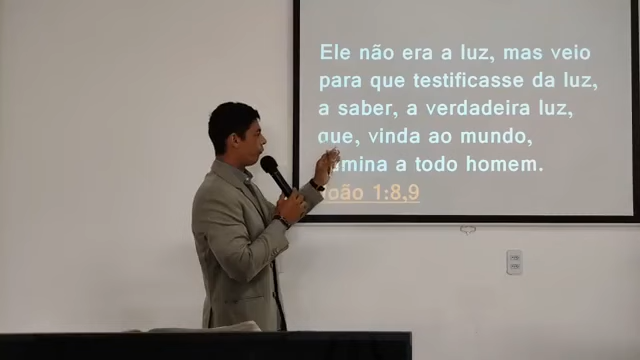 Ele não era a luz, mas veio
para que testificasse da luz,
a saber, a verdadeira luz,
que, vinda ao mundo,
a todo homem.
1:8,9